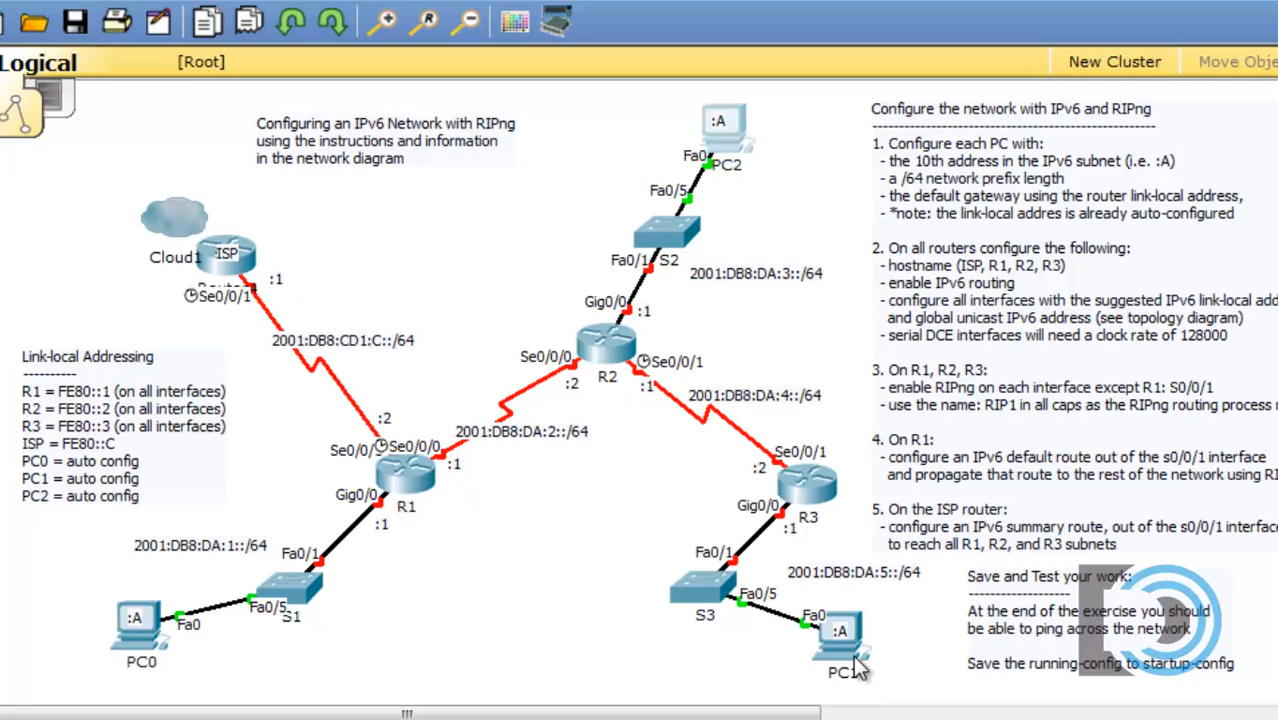 Logical
[Root]
New Cluster
Move Obje
Configuring an IPv6 Network with RIPng
using the instructions and information
in the network diagram
:A
Fa0
PC2
Fa0/5
Fa0/1
S2
2001:DB8:DA:3::/64
Gig0/0
:1
Cloud1
ISP
:1
Se0/0/1
2001:DB8:CD1:C::/64
Se0/0/0
R2
Se0/0/1
:2
:1
2001:DB8:DA:4::/64
Link-local Addressing
----------
R1 = FE80::1 (on all interfaces)
R2 = FE80::2 (on all interfaces)
R3 = FE80::3 (on all interfaces)
ISP = FE80::C
PC0 = auto config
PC1 = auto config
PC2 = auto config
:2
Se0/0/
Se0/0/0
2001:DB8:DA:2::/64
:1
Gig0/0
R1
:1
Se0/0/1
:2
Gig0/0
R3
:1
2001:DB8:DA:1::/64
Fa0/1
Fa0/5
S1
:A
Fa0
PC0
Fa0/1
2001:DB8:DA:5::/64
Fa0/5
S3
Fa0
:A
PC1
Configure the network with IPv6 and RIPng
----------------------------------------------------
1. Configure each PC with:
- the 10th address in the IPv6 subnet (i.e. :A)
- a /64 network prefix length
- the default gateway using the router link-local address,
- *note: the link-local addres is already auto-configured
2. On all routers configure the following:
- hostname (ISP, R1, R2, R3)
- enable IPv6 routing
- configure all interfaces with the suggested IPv6 link-local add
and global unicast IPv6 address (see topology diagram)
- serial DCE interfaces will need a clock rate of 128000
3. On R1, R2, R3:
- enable RIPng on each interface except R1: S0/0/1
- use the name: RIP1 in all caps as the RIPng routing process
4. On R1:
- configure an IPv6 default route out of the s0/0/1 interface
and propagate that route to the rest of the network using RI
5. On the ISP router:
- configure an IPv6 summary route, out of the s0/0/1 interface
to reach all R1, R2, and R3 subnets
Save and Test your work:
-------------------
At the end of the exercise you should
be able to ping across the network
Save the running-config to startup-config